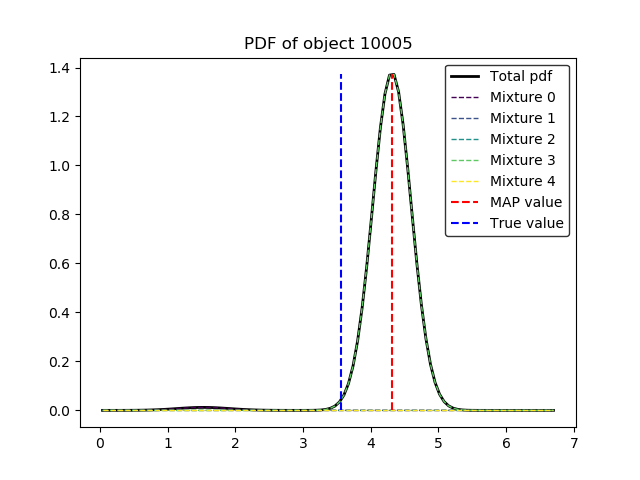 PDF of object 10005
1.4
1.2
1.0
0.8
0.6
0.4
0.2
0.0
0 1 2 3 4 5 6 7
Total pdf
Mixture 0
Mixture 1
Mixture 2
Mixture 3
Mixture 4
MAP value
True value